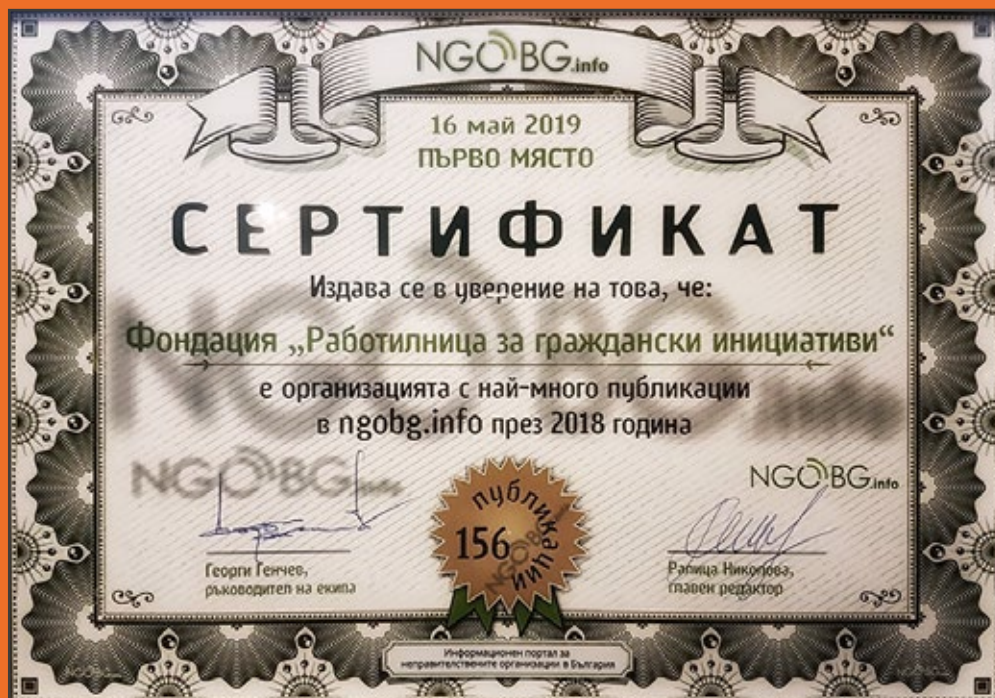 NGOBG.info
16 май 2019
ПЪРВО МЯСТО
СЕРТИФИКАТ
Издава се в уверение на това, че:
Фондация „Работилница за граждански инициативи“
е организацията с най-много публикации
в ngobg.info през 2018 година
NGOBG.info
NGOBG.info
публикации
156
Георги Генчев,
ръководител на екипа
Рапица Николова,
главен редактор
Информационен портал за
неправителствените организации в България